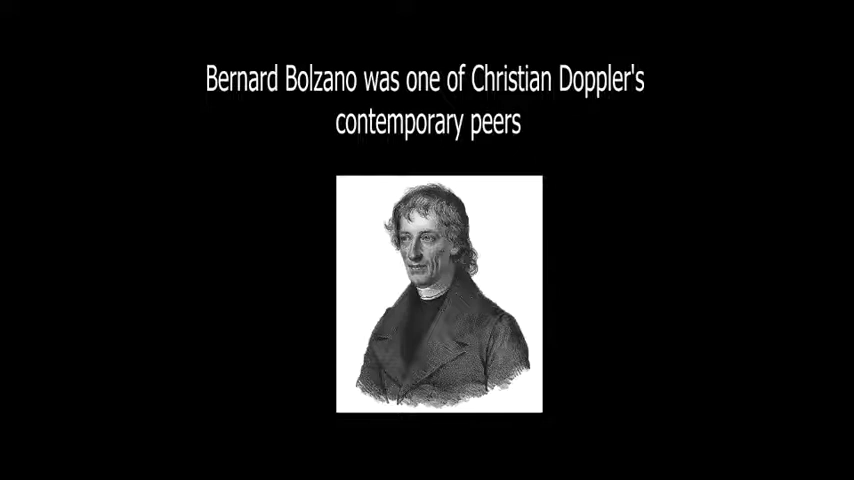 Bernard Bolzano was one of Christian Doppler's
contemporary peers